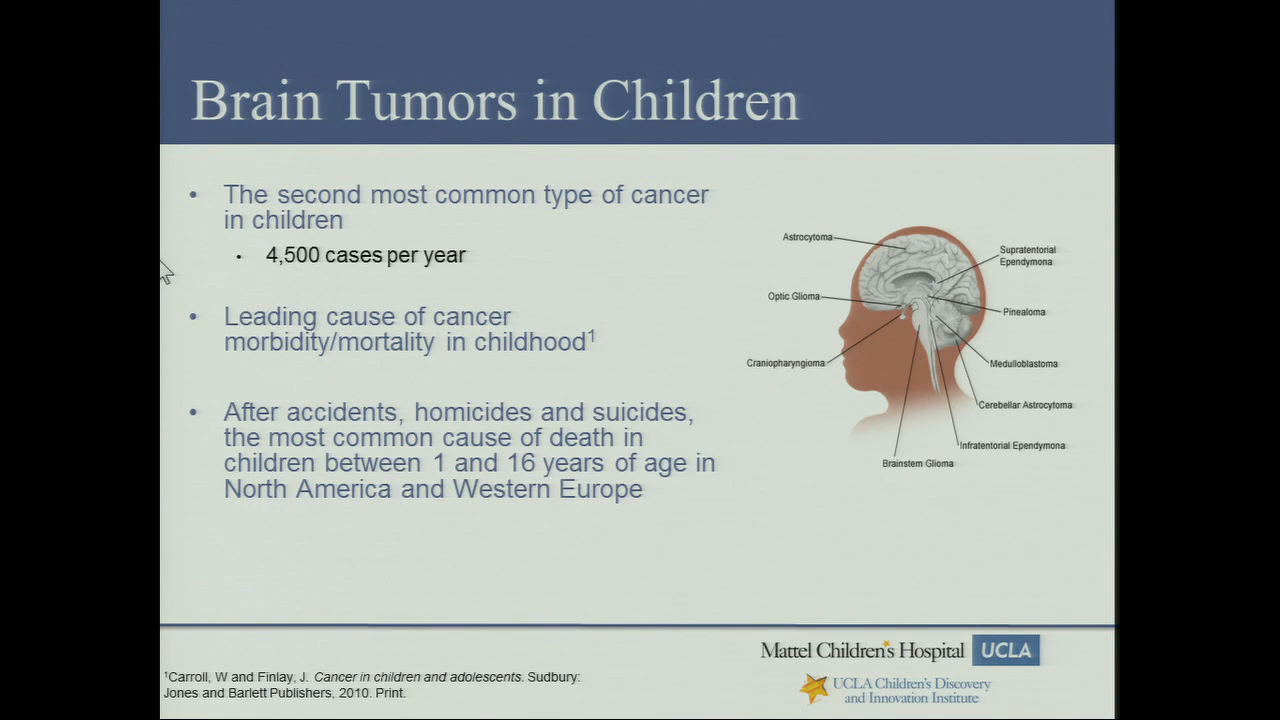 Brain Tumors in Children
• The second most common type of cancer
in children
• 4,500 cases per year
• Leading cause of cancer
morbidity/mortality in childhood¹
• After accidents, homicides and suicides,
the most common cause of death in
children between 1 and 16 years of age in
North America and Western Europe
Astrocytoma
Supratentorial
Ependymona
Optic Glioma
Pinealoma
Craniopharyngioma
Medulloblastoma
Cerebellar Astrocytoma
Infratentorial Ependymona
Brainstem Glioma
Mattel Children's Hospital UCLA
UCLA Children's Discovery
and Innovation Institute
¹Carroll, W and Finlay, J. Cancer in children and adolescents. Sudbury:
Jones and Barlett Publishers, 2010. Print.